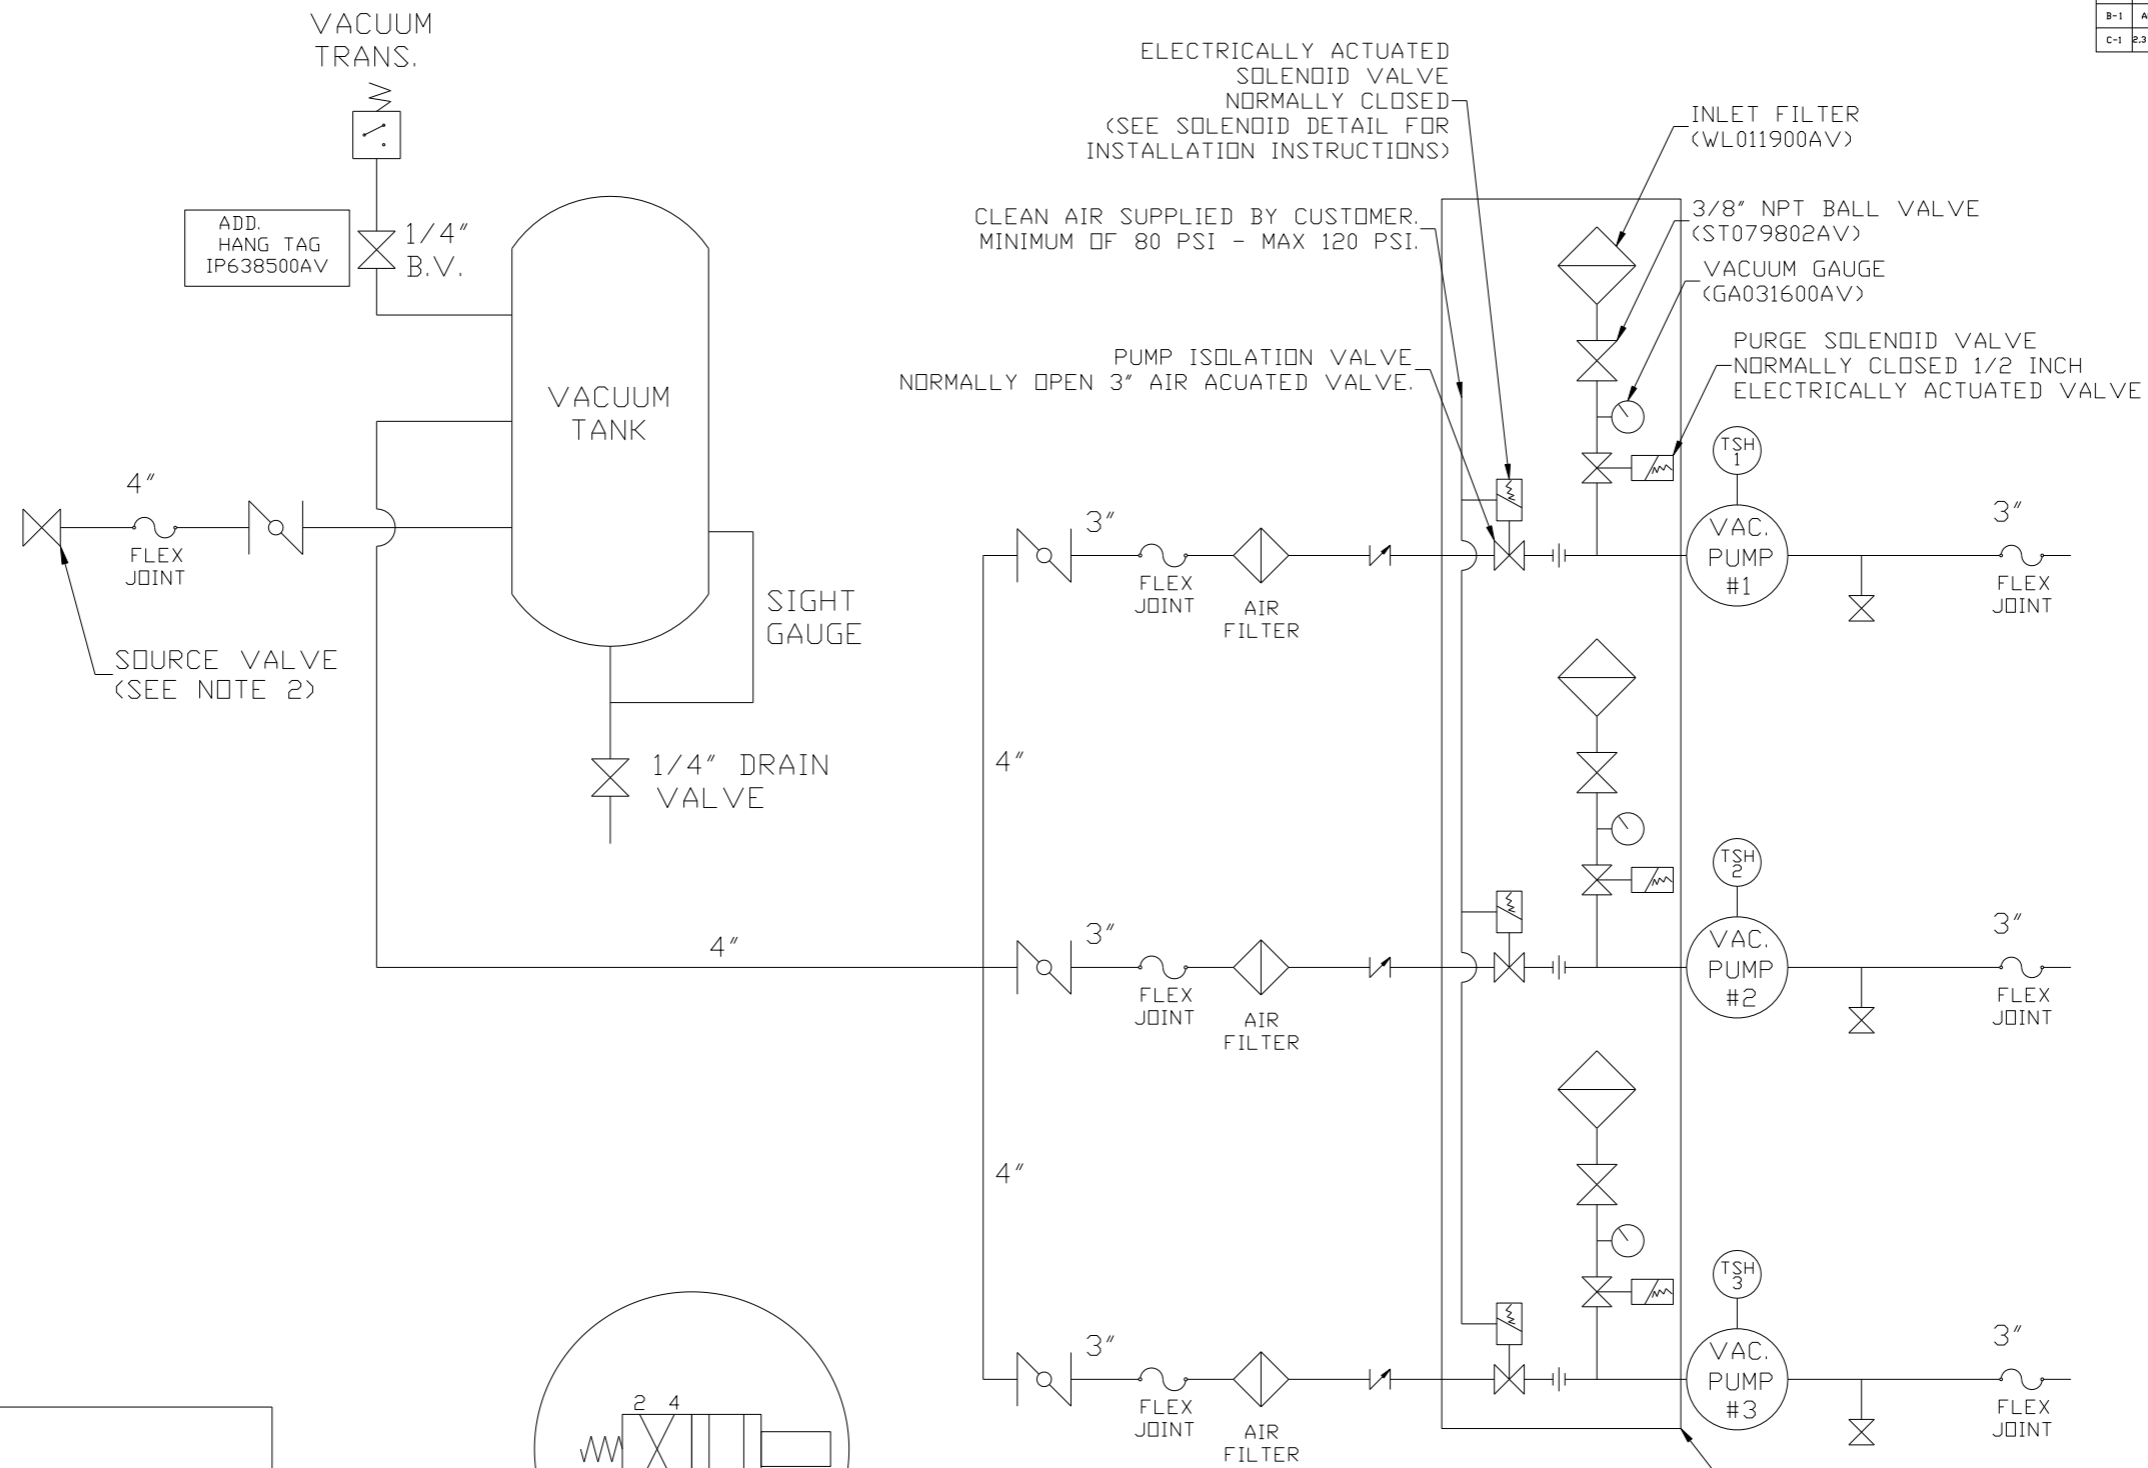 VACUUM
TRANS.
ADD.
HANG TAG
IP638500AV
1/4"
B.V.
VACUUM
TANK
4"
FLEX
JOINT
SOURCE VALVE
(SEE NOTE 2)
SIGHT
GAUGE
1/4" DRAIN
VALVE
4"
4"
4"
ELECTRICALLY ACTUATED
SOLENOID VALVE
NORMALLY CLOSED
(SEE SOLENOID DETAIL FOR
INSTALLATION INSTRUCTIONS)
CLEAN AIR SUPPLIED BY CUSTOMER.
MINIMUM OF 80 PSI - MAX 120 PSI.
PUMP ISOLATION VALVE
NORMALLY OPEN 3" AIR ACUATED VALVE.
INLET FILTER
(WL011900AV)
3/8" NPT BALL VALVE
(ST079802AV)
VACUUM GAUGE
(GA031600AV)
PURGE SOLENOID VALVE
NORMALLY CLOSED 1/2 INCH
ELECTRICALLY ACTUATED VALVE
B-1 A
C-1 2,3
3"
FLEX
JOINT
AIR
FILTER
TSH
1
VAC.
PUMP
#1
3"
FLEX
JOINT
3"
FLEX
JOINT
AIR
FILTER
TSH
2
VAC.
PUMP
#2
3"
FLEX
JOINT
3"
FLEX
JOINT
AIR
FILTER
TSH
3
VAC.
PUMP
#3
3"
FLEX
JOINT
2 4